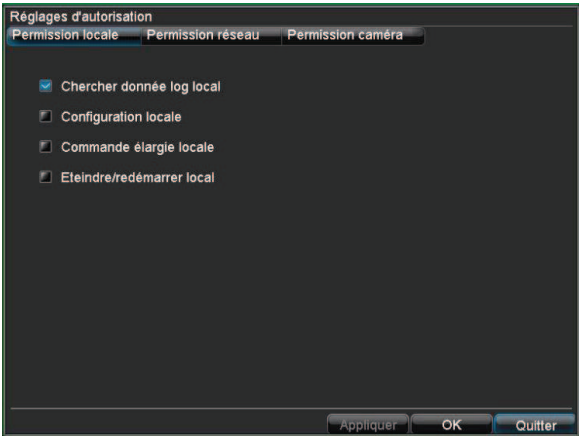 Réglages d'autorisation
Permission locale Permission réseau Permission caméra
Chercher donnée log local
Configuration locale
Commande élargie locale
Eteindre/redémarrer local
Appliquer OK Quitter